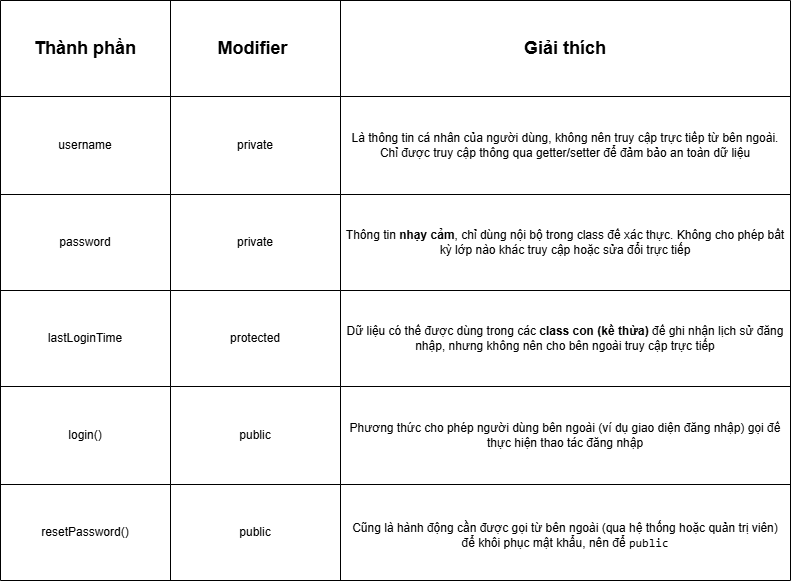 Thành phần
Modifier
Giải thích
username
private
Là thông tin cá nhân của người dùng, không nên truy cập trực tiếp từ bên ngoài.
Chỉ được truy cập thông qua getter/setter để đảm bảo an toàn dữ liệu
password
private
Thông tin nhạy cảm, chỉ dùng nội bộ trong class để xác thực. Không cho phép bất
kỳ lớp nào khác truy cập hoặc sửa đổi trực tiếp
lastLoginTime
protected
Dữ liệu có thể được dùng trong các class con (kế thừa) để ghi nhận lịch sử đăng
nhập, nhưng không nên cho bên ngoài truy cập trực tiếp
login()
public
Phương thức cho phép người dùng bên ngoài (ví dụ giao diện đăng nhập) gọi để
thực hiện thao tác đăng nhập
resetPassword()
public
Cũng là hành động cần được gọi từ bên ngoài (qua hệ thống hoặc quản trị viên)
để khôi phục mật khẩu, nên để public